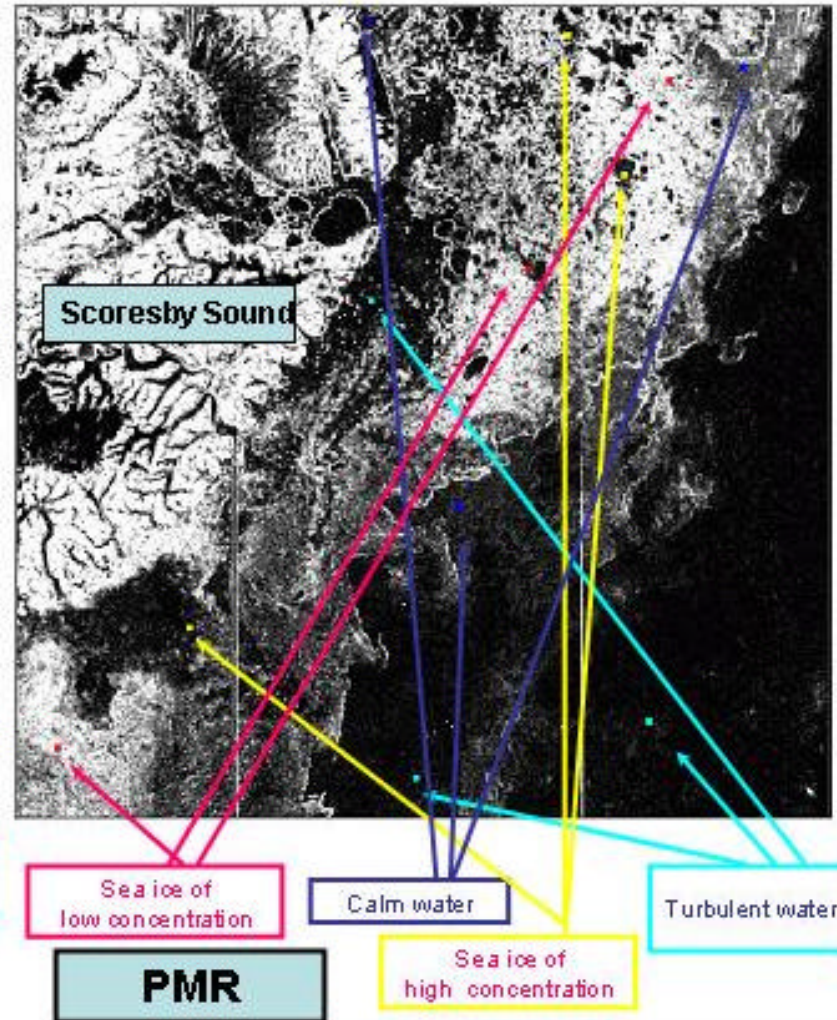 Scoresby Sound
Sea ice of
low concentration
Calm water
Turbulent water
Sea ice of
high concentration
PMR